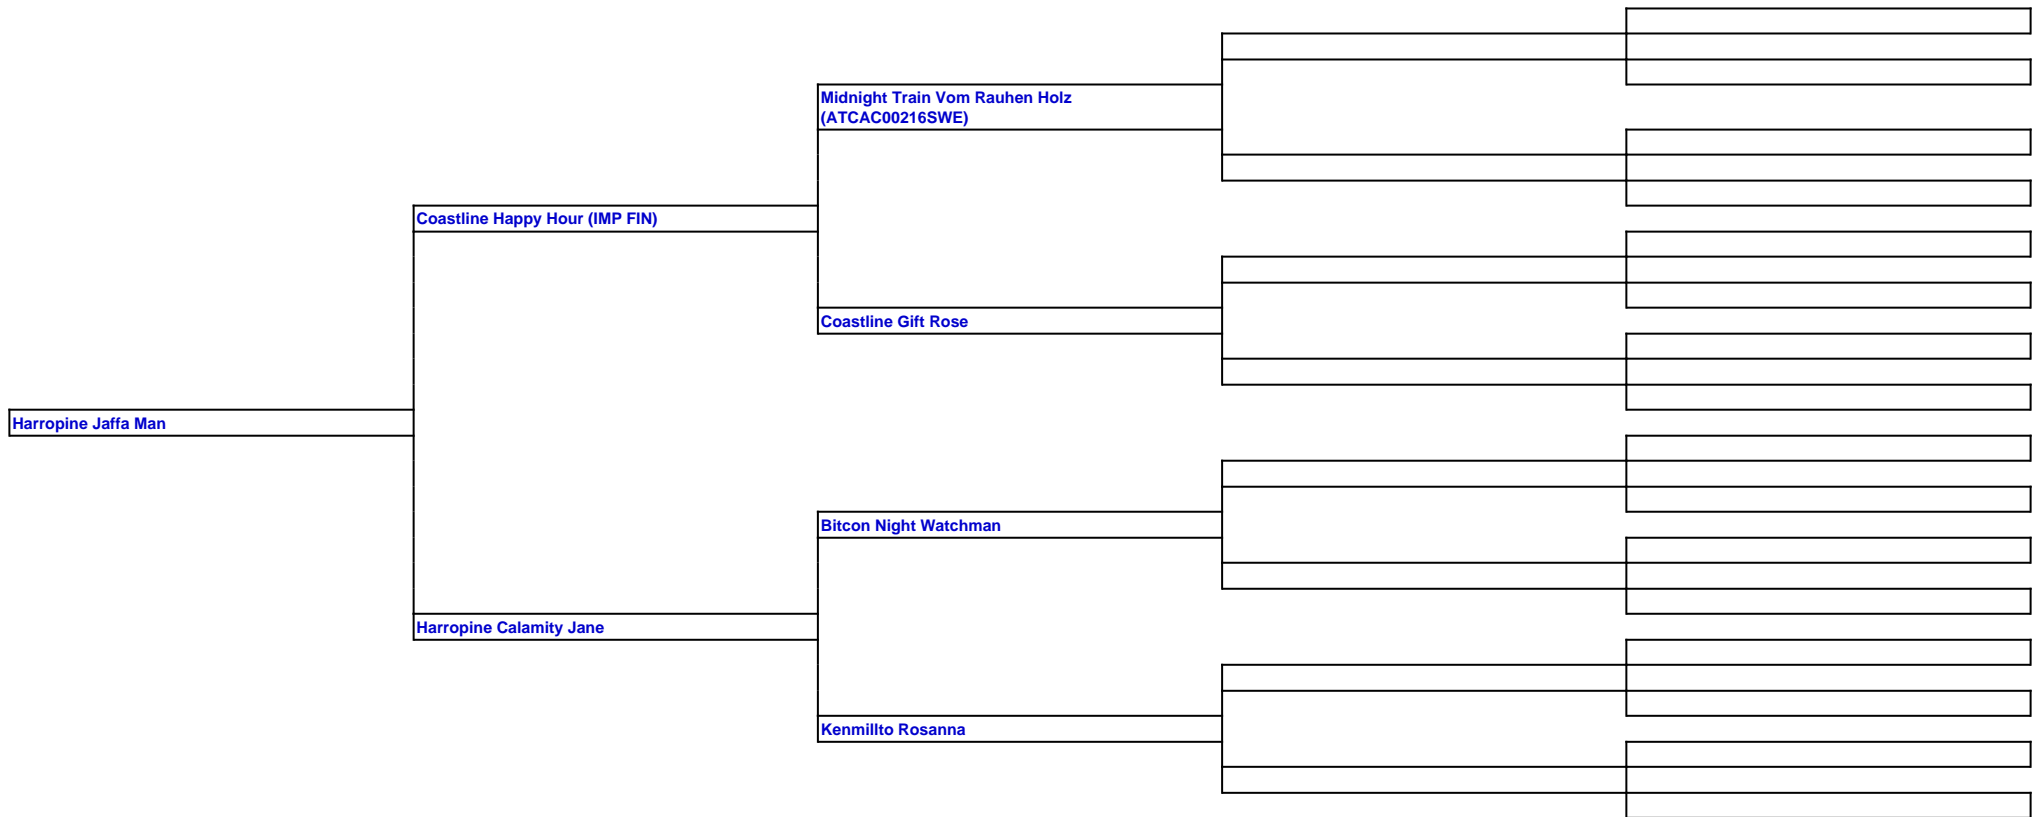 Midnight Train Vom Rauhen Holz
(ATCAC00216SWE)
Coastline Happy Hour (IMP FIN)
Coastline Gift Rose
Harropine Jaffa Man
Bitcon Night Watchman
Harropine Calamity Jane
Kenmillto Rosanna